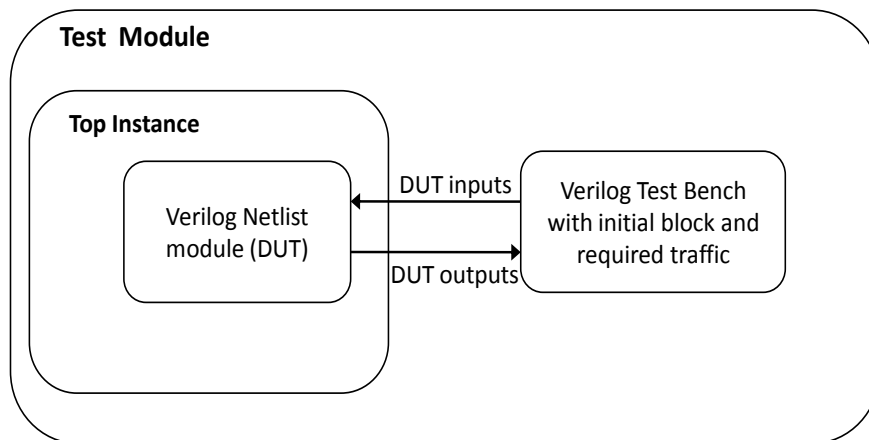 Test Module
Top Instance
Verilog Netlist
module (DUT)
DUT inputs
DUT outputs
Verilog Test Bench
with initial block and
required traffic